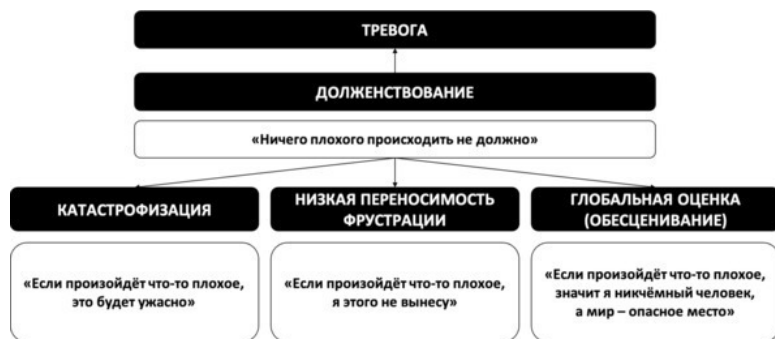 ТРЕВОГА
ДОЛЖЕНСТВОВАНИЕ
«Ничего плохого происходить не должно»
КАТАСТРОФИЗАЦИЯ
«Если произойдёт что-то плохое,
это будет ужасно»
НИЗКАЯ ПЕРЕНОСИМОСТЬ
ФРУСТРАЦИИ
«Если произойдёт что-то плохое,
я этого не вынесу»
ГЛОБАЛЬНАЯ ОЦЕНКА
(ОБЕСЦЕНИВАНИЕ)
«Если произойдёт что-то плохое,
значит я никчёмный человек,
а мир – опасное место»